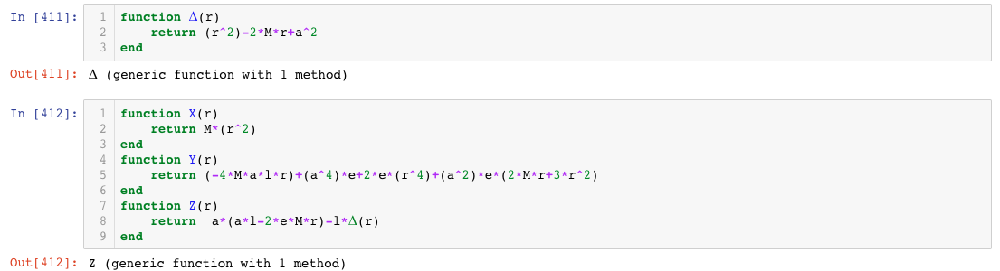 In [411]:
1 function Δ(r)
2     return (r^2)-2*M*r+a^2
3 end
Out[411]: Δ (generic function with 1 method)
In [412]:
1 function X(r)
2     return M*(r^2)
3 end
4 function Y(r)
5     return (-4*M*a*l*r)+(a^4)*e+2*e*(r^4)+(a^2)*e*(2*M*r+3*r^2)
6 end
7 function Z(r)
8     return  a*(a*l-2*e*M*r)-l*Δ(r)
9 end
Out[412]: Z (generic function with 1 method)